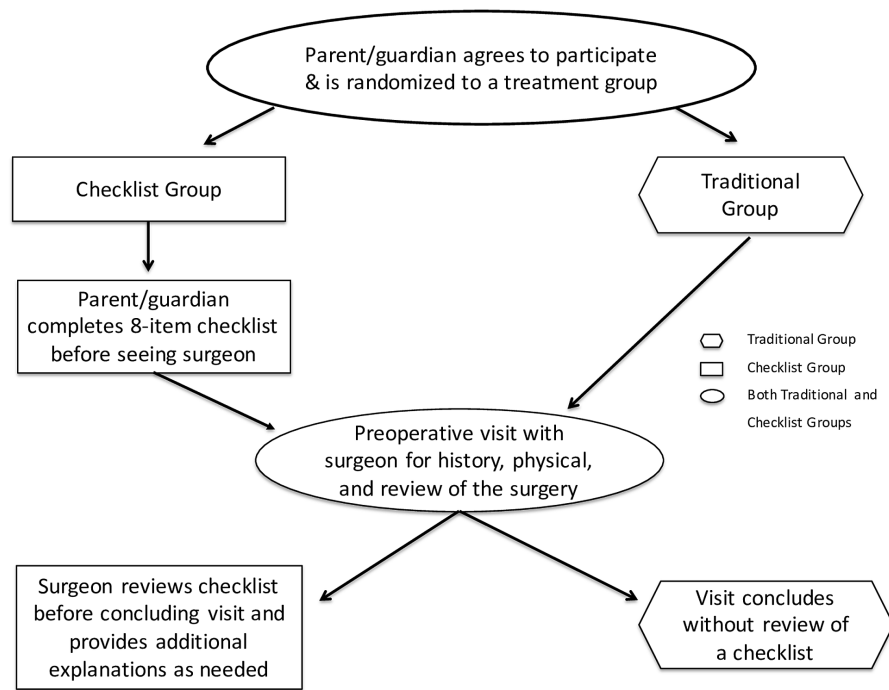 Parent/guardian agrees to participate
& is randomized to a treatment group
Checklist Group
Traditional
Group
Parent/guardian
completes 8-item checklist
before seeing surgeon
Traditional Group
Checklist Group
Both Traditional and
Checklist Groups
Preoperative visit with
surgeon for history, physical,
and review of the surgery
Surgeon reviews checklist
before concluding visit and
provides additional
explanations as needed
Visit concludes
without review of
a checklist